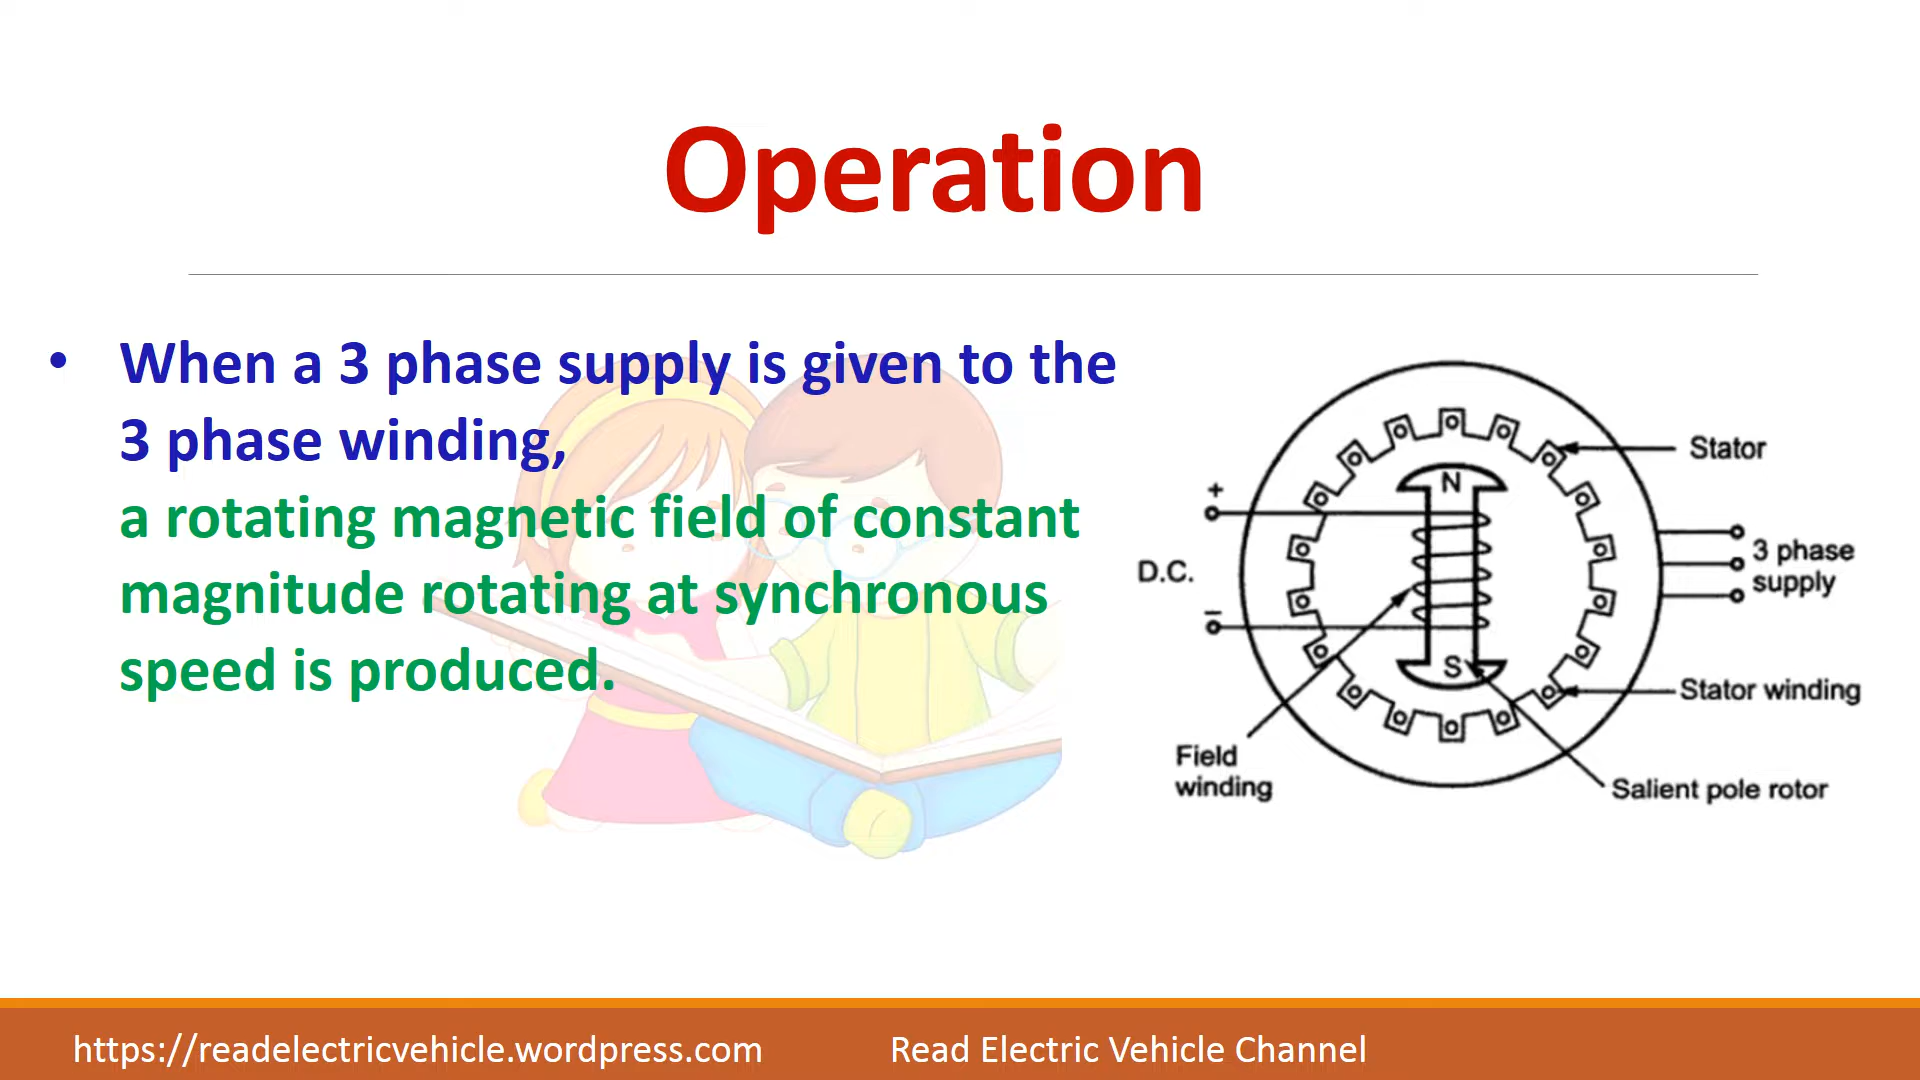 Operation
• When a 3 phase supply is given to the
3 phase winding,
a rotating magnetic field of constant
magnitude rotating at synchronous
speed is produced.
Stator
N
+
3 phase
supply
D.C.
–
S
Stator winding
Field
winding
Salient pole rotor
https://readelectricvehicle.wordpress.com
Read Electric Vehicle Channel